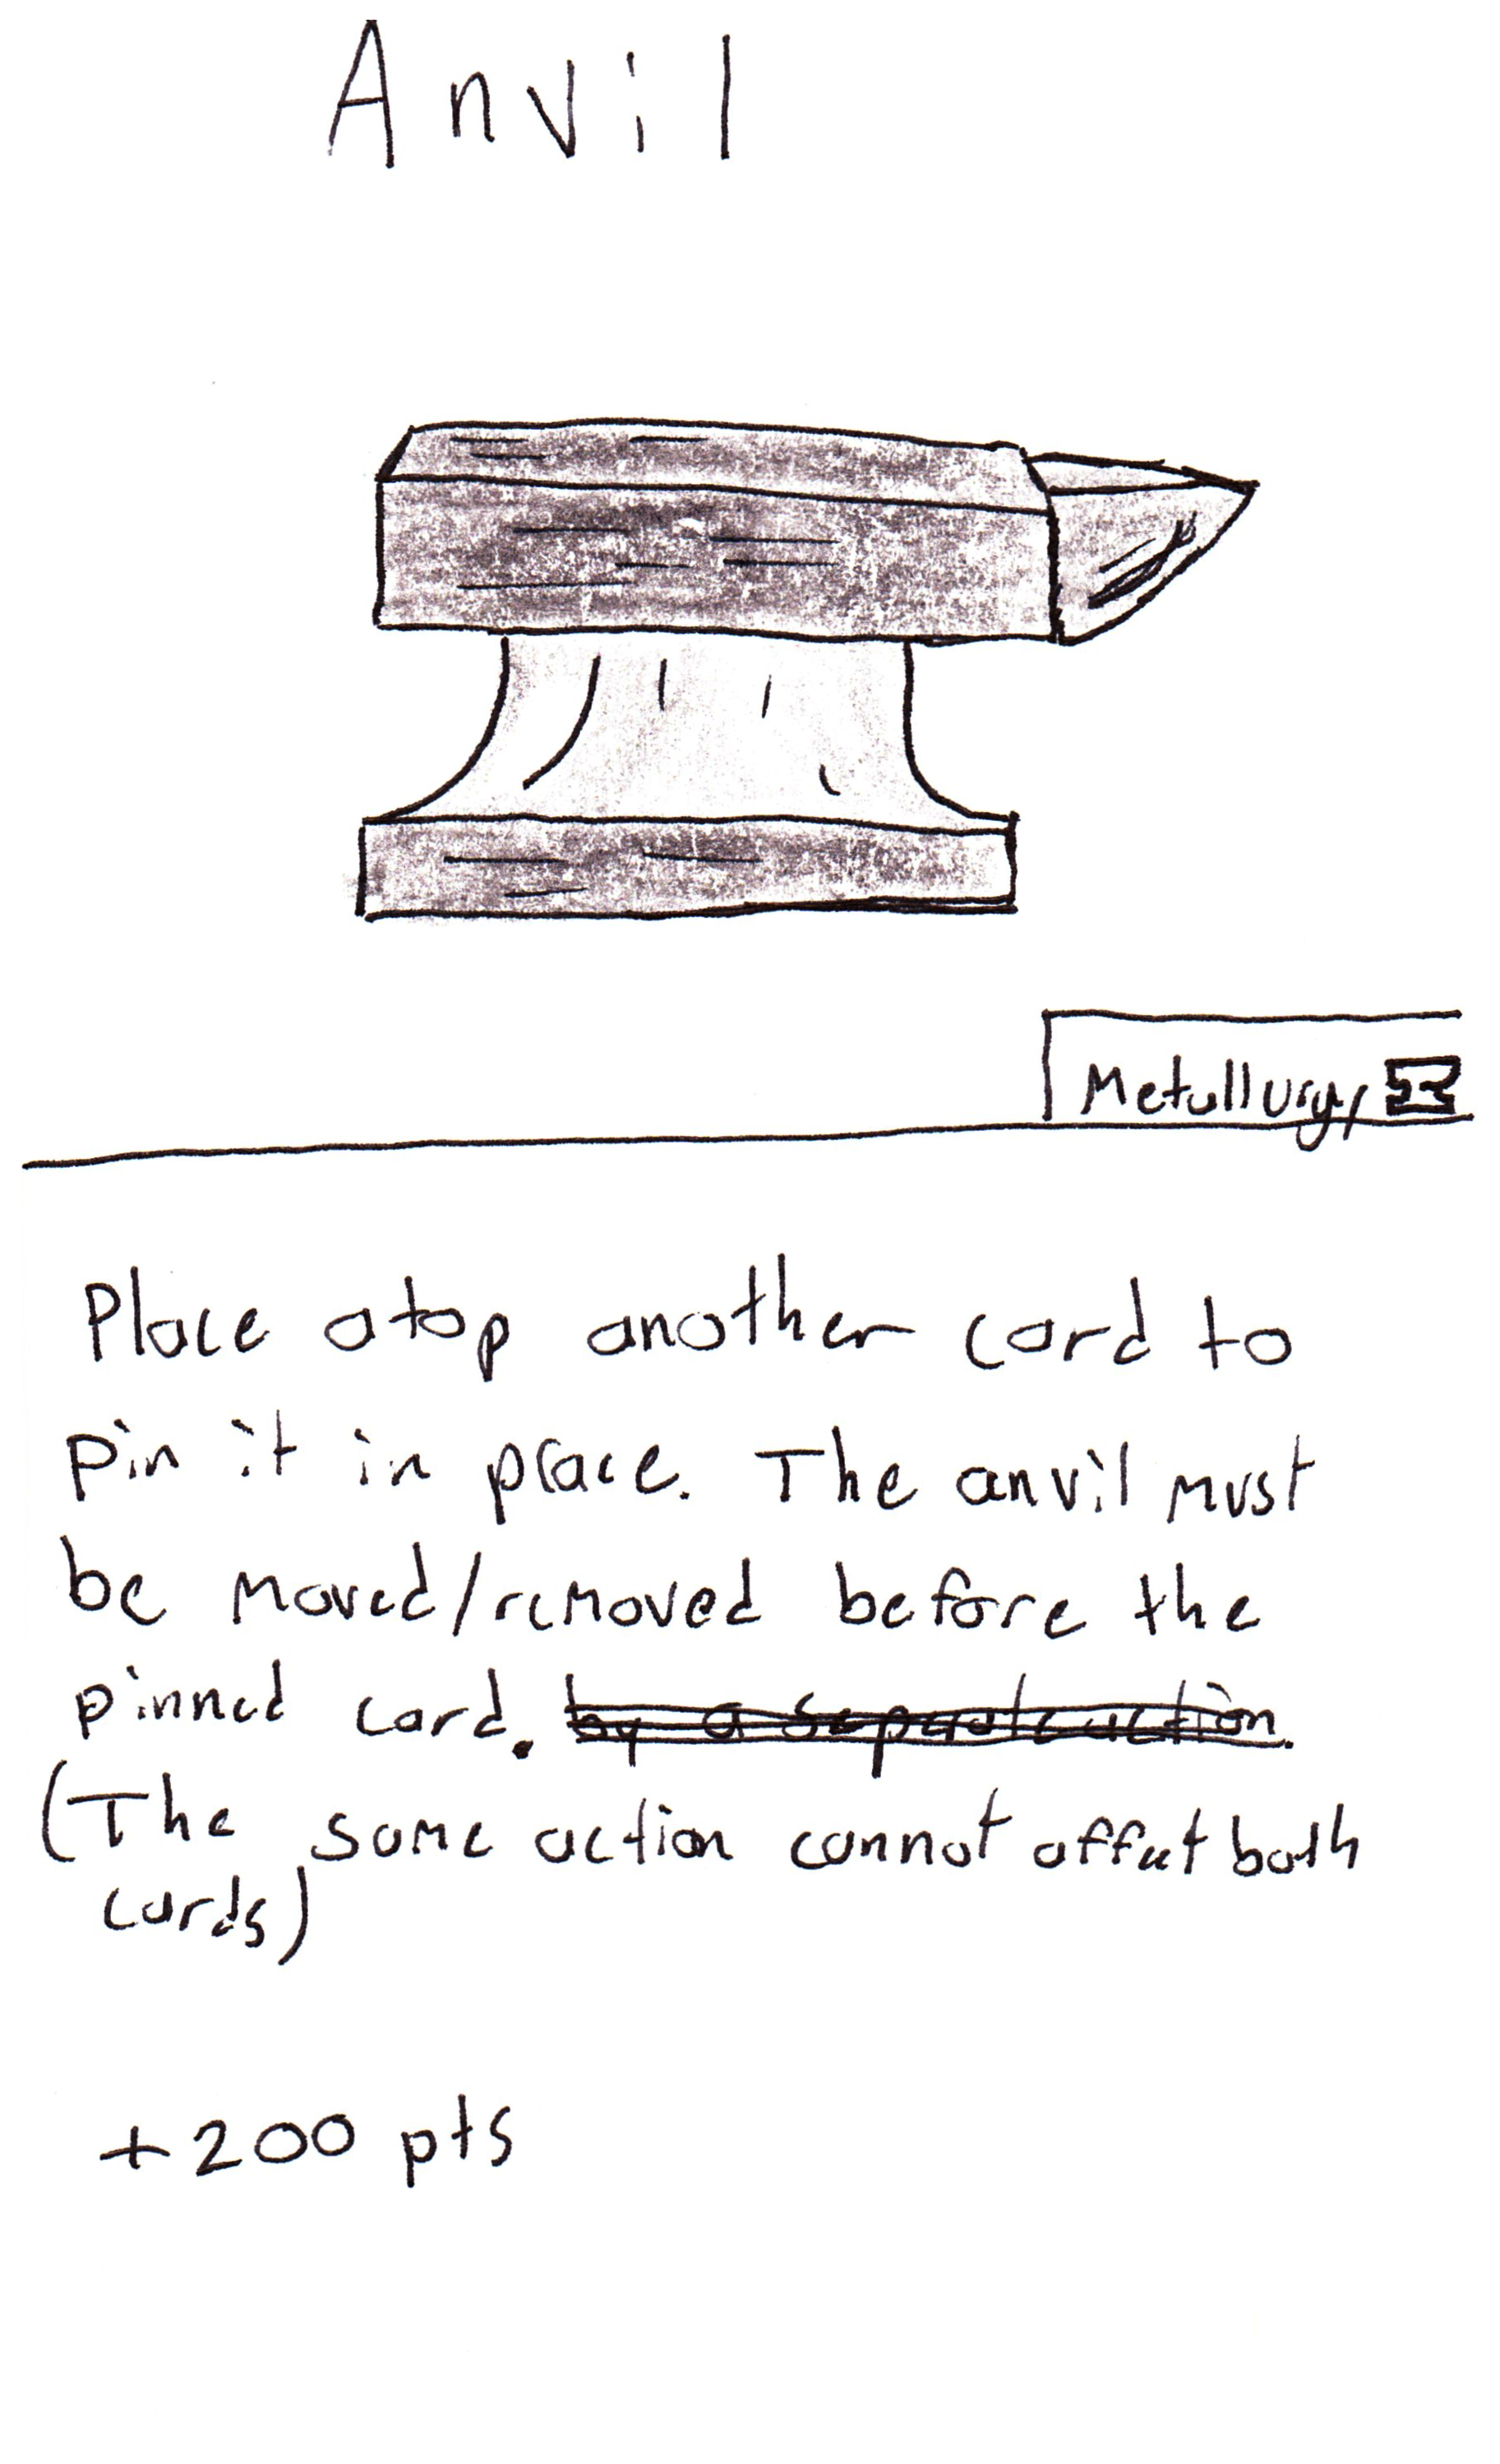 Anvil
Metallurgy
Place atop another card to
pin it in place. The anvil must
be moved/removed before the
pinned card. by a separate action.
(The same action cannot affect both
cards)
+200 pts